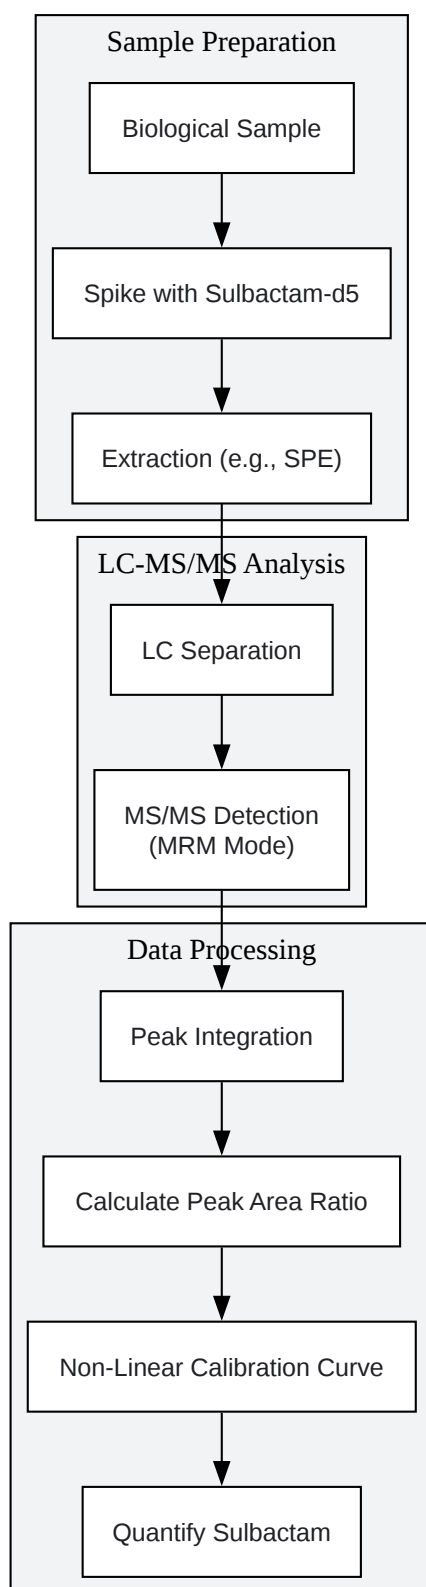 Sample Preparation
Biological Sample
Spike with Sulbactam-d5
Extraction (e.g., SPE)
LC-MS/MS Analysis
LC Separation
MS/MS Detection
(MRM Mode)
Data Processing
Peak Integration
Calculate Peak Area Ratio
Non-Linear Calibration Curve
Quantify Sulbactam